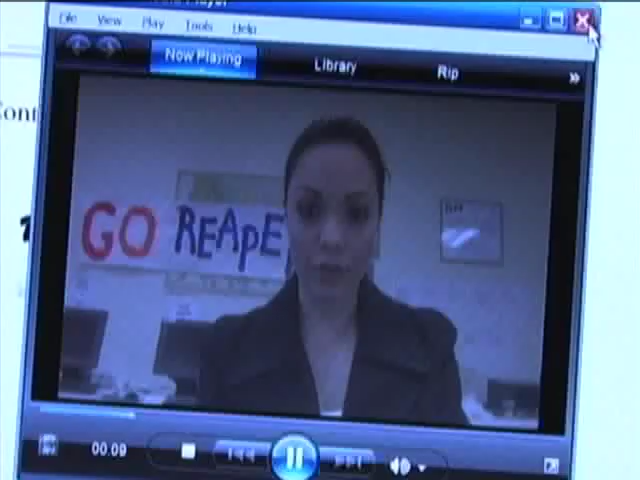 File View Play Tools Help
Now Playing Library Rip »
GO REAPE
00:09